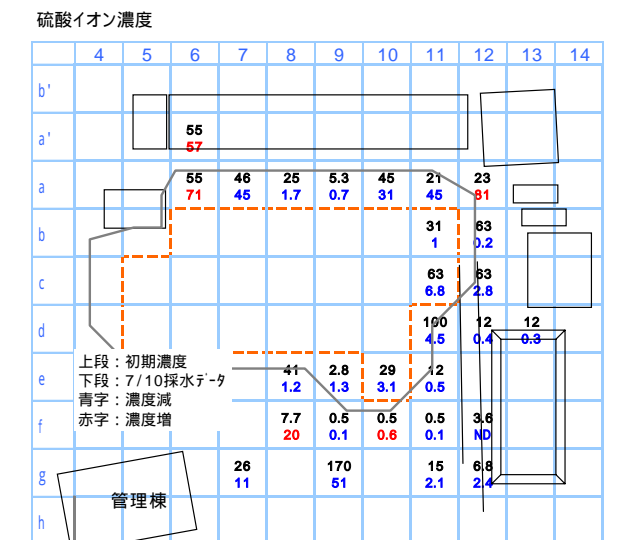 硫酸イオン濃度
4 5 6 7 8 9 10 11 12 13 14
b'
a' 55
57
a 55 46 25 5.3 45 21 23
71 45 1.7 0.7 31 45 81
b 31 63
1 0.2
c 63 63
6.8 2.8
d 100 12 12
4.5 0.4 0.3
e 41 2.8 29 12
1.2 1.3 3.1 0.5
上段：初期濃度
下段：7/10採水ﾃﾞｰﾀ
青字：濃度減
赤字：濃度増
f 7.7 0.5 0.5 0.5 3.6
20 0.1 0.6 0.1 ND
g 26 170 15 6.8
11 51 2.1 2.4
管理棟
h